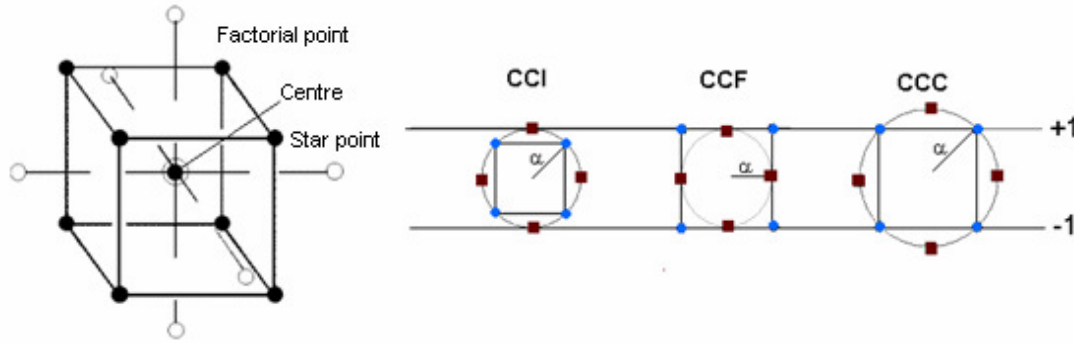 Factorial point
Centre
Star point
CCI
CCF
CCC
+1
α
α
α
-1